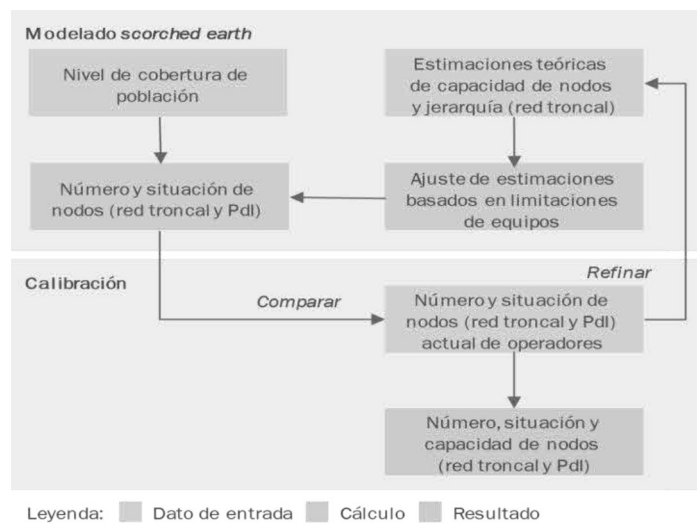 Modelado scorched earth
Nivel de cobertura de
población
Estimaciones teóricas
de capacidad de nodos
y jerarquía (red troncal)
Número y situación de
nodos (red troncal y PdI)
Ajuste de estimaciones
basados en limitaciones
de equipos
Calibración
Comparar
Refinar
Número y situación de
nodos (red troncal y PdI)
actual de operadores
Número, situación y
capacidad de nodos
(red troncal y PdI)
Leyenda: Dato de entrada Cálculo Resultado